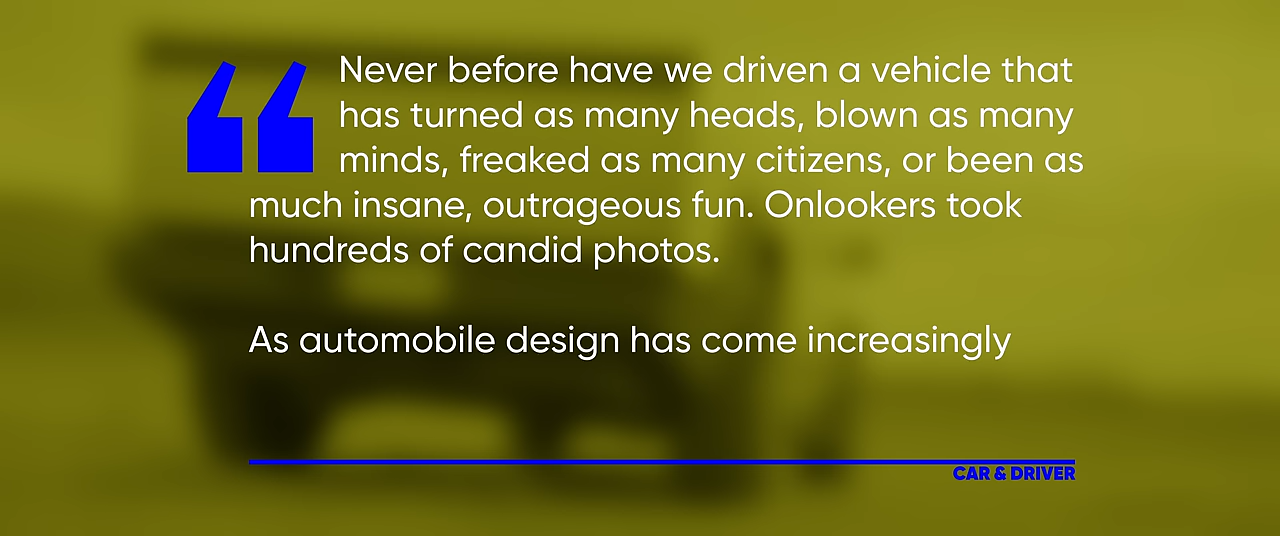 Never before have we driven a vehicle that
has turned as many heads, blown as many
minds, freaked as many citizens, or been as
much insane, outrageous fun. Onlookers took
hundreds of candid photos.
As automobile design has come increasingly
CAR & DRIVER